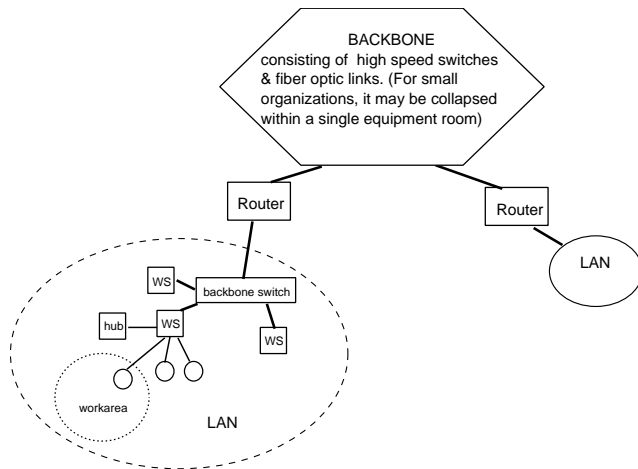 BACKBONE
consisting of high speed switches
& fiber optic links. (For small
organizations, it may be collapsed
within a single equipment room)
Router
Router
LAN
WS
backbone switch
hub
WS
WS
workarea
LAN